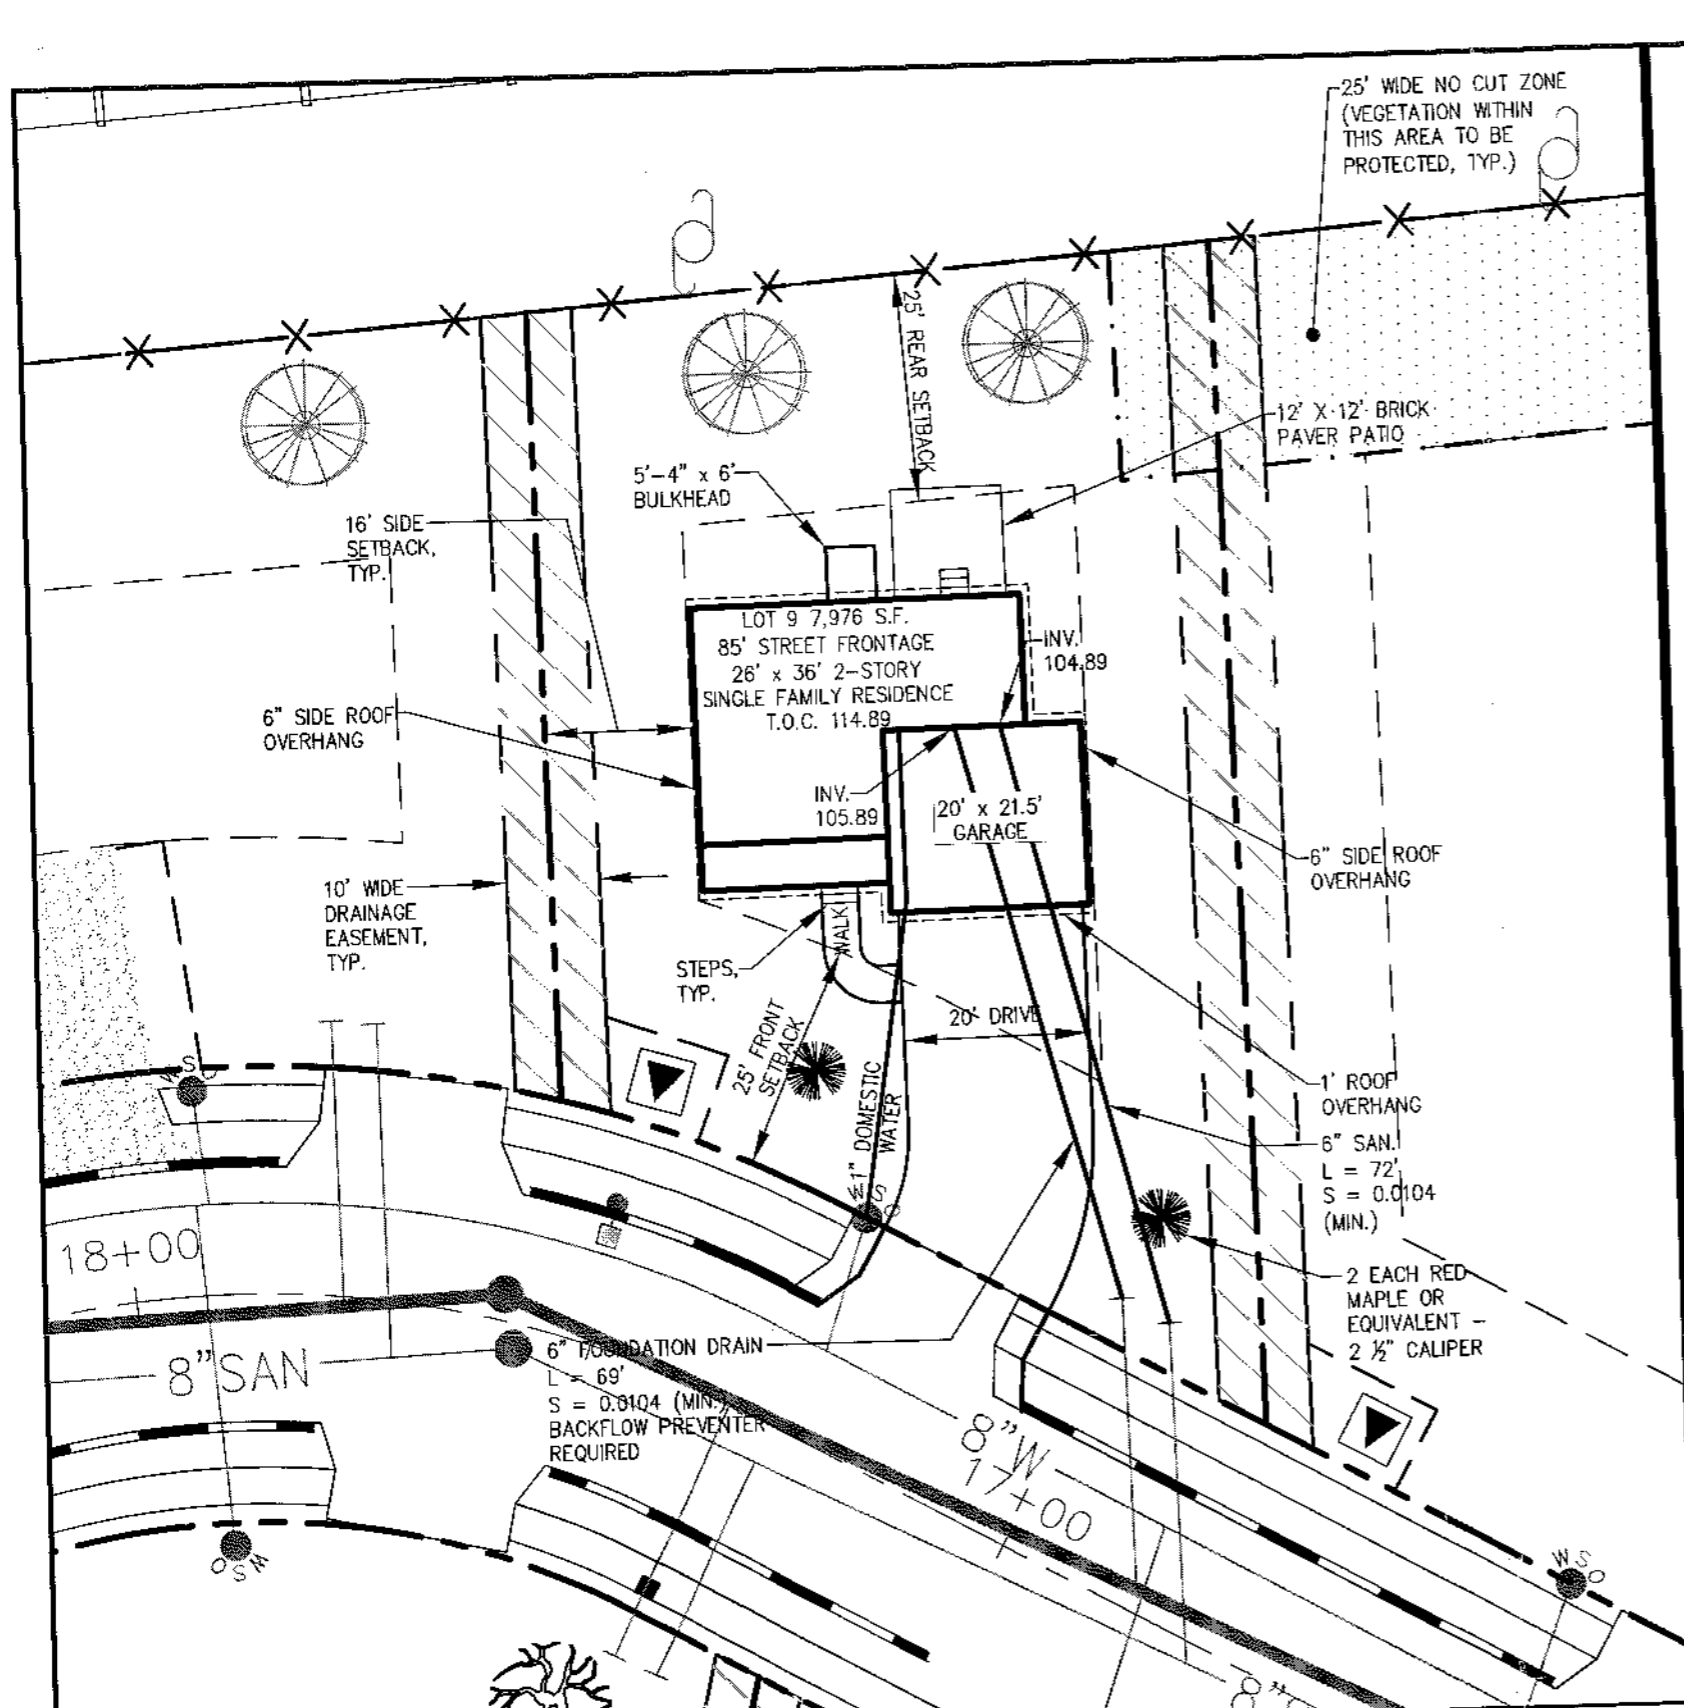 25' WIDE NO CUT ZONE
(VEGETATION WITHIN
THIS AREA TO BE
PROTECTED, TYP.)
25' REAR SETBACK
12' X 12' BRICK
PAVER PATIO
5'-4" x 6'
BULKHEAD
16' SIDE
SETBACK,
TYP.
LOT 9 7,976 S.F.
85' STREET FRONTAGE
26' x 36' 2-STORY
SINGLE FAMILY RESIDENCE
T.O.C. 114.89
INV.
104.89
6" SIDE ROOF
OVERHANG
INV.
105.89
20' x 21.5'
GARAGE
6" SIDE ROOF
OVERHANG
10' WIDE
DRAINAGE
EASEMENT,
TYP.
WALK
STEPS,
TYP.
20' DRIVE
25' FRONT
SETBACK
1" DOMESTIC
WATER
1' ROOF
OVERHANG
6" SAN.
L = 72'
S = 0.0104
(MIN.)
WSO
WSO
18+00
2 EACH RED
MAPLE OR
EQUIVALENT -
2 ½" CALIPER
8"SAN
6" FOUNDATION DRAIN
L = 69'
S = 0.0104 (MIN.)
BACKFLOW PREVENTER
REQUIRED
8"W
17+00
WSO
WSO